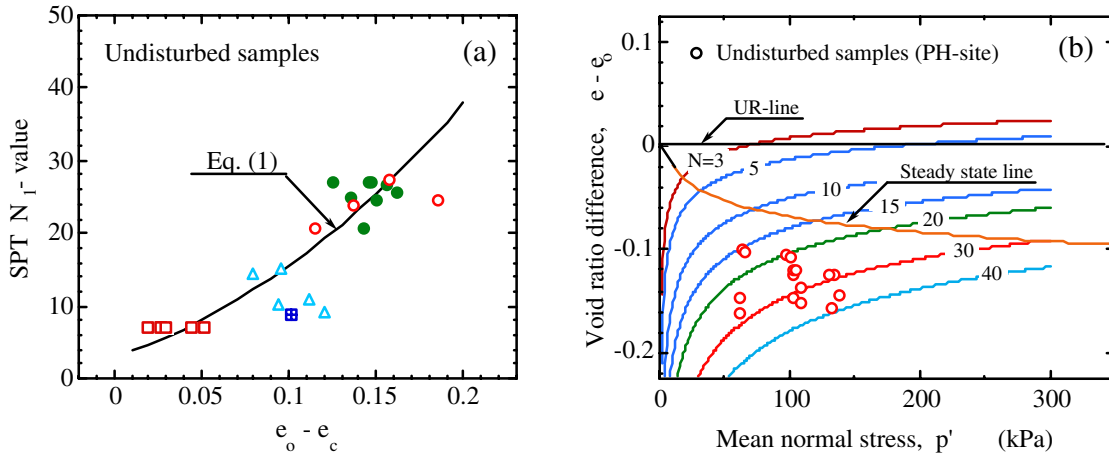 50
40
30
20
10
0
SPT N1- value
Undisturbed samples
(a)
Eq. (1)
0
0.05
0.1
0.15
0.2
eo - ec
0.1
0
-0.1
-0.2
Void ratio difference, e - eo
Undisturbed samples (PH-site)
(b)
UR-line
N=3
5
Steady state line
10
15
20
30
40
0
100
200
300
Mean normal stress, p' (kPa)